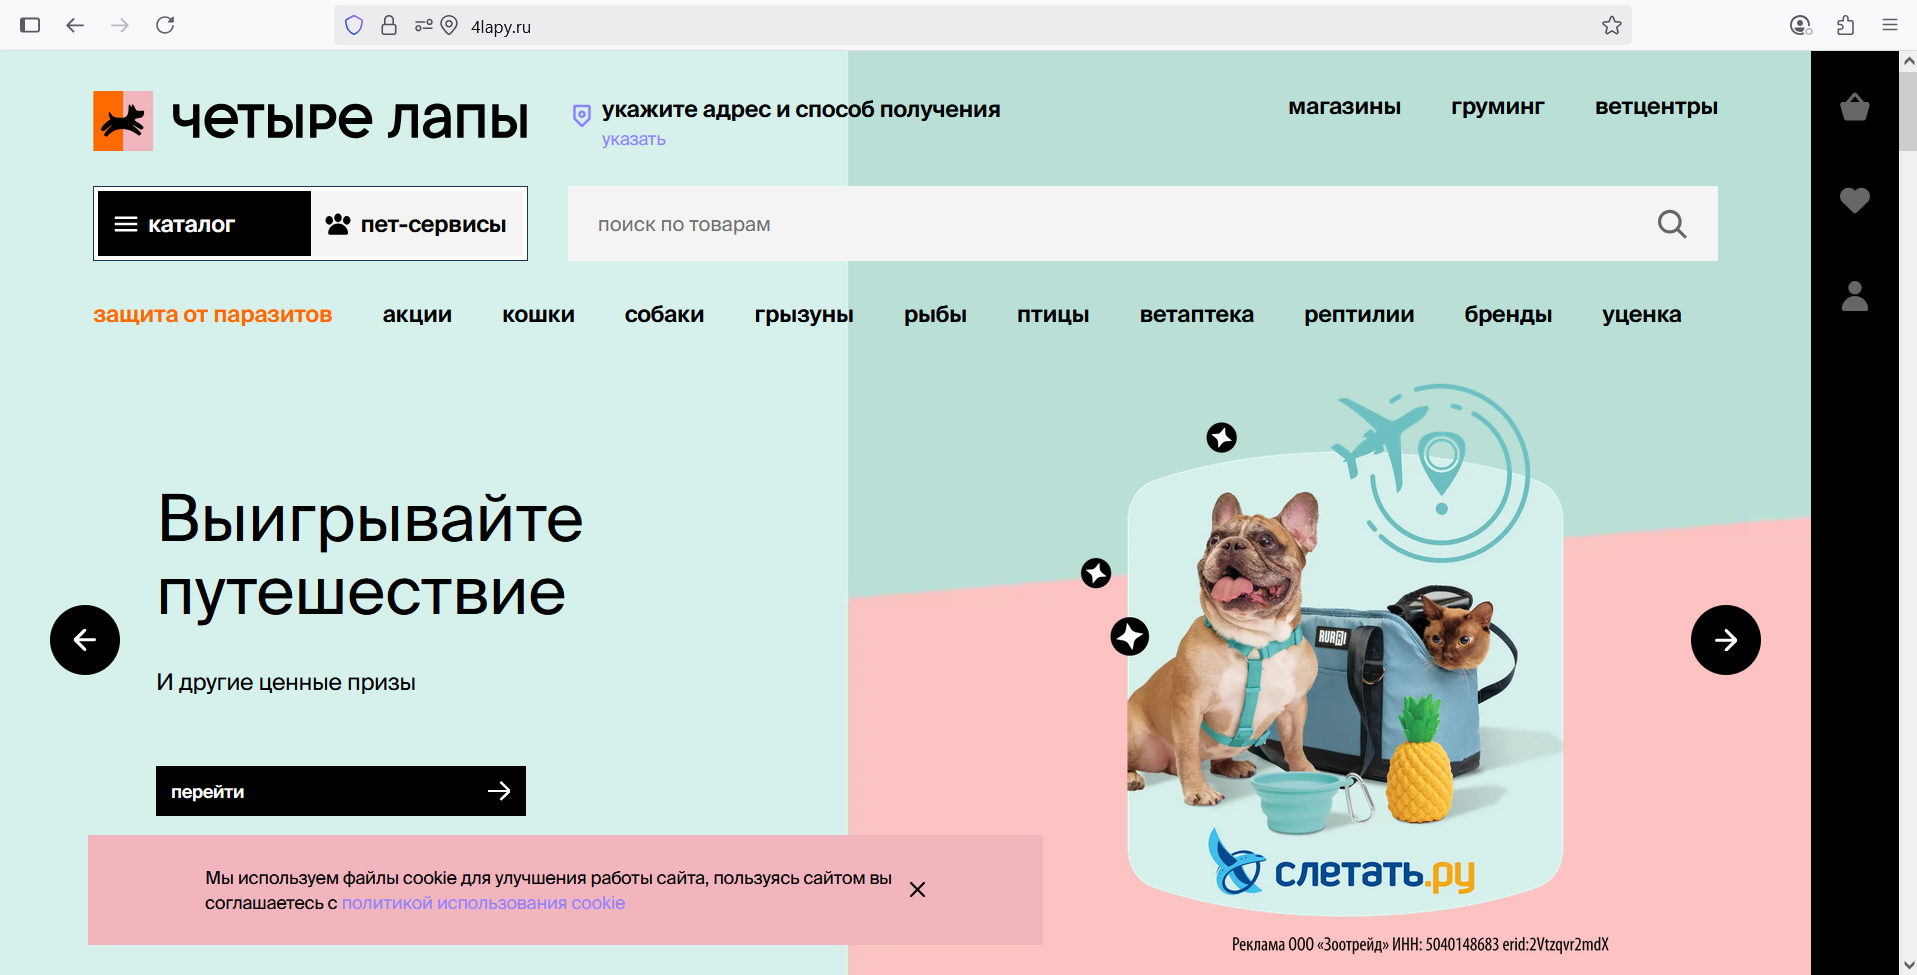 4lapy.ru
четыре лапы
укажите адрес и способ получения
указать
магазины
груминг
ветцентры
каталог
пет-сервисы
поиск по товарам
защита от паразитов
акции
кошки
собаки
грызуны
рыбы
птицы
ветаптека
рептилии
бренды
уценка
Выигрывайте
путешествие
И другие ценные призы
перейти
RURRI
слетать.ру
Мы используем файлы cookie для улучшения работы сайта, пользуясь сайтом вы
соглашаетесь с политикой использования cookie
Реклама ООО «Зоотрейд» ИНН: 5040148683 erid:2Vtzqvr2mdX